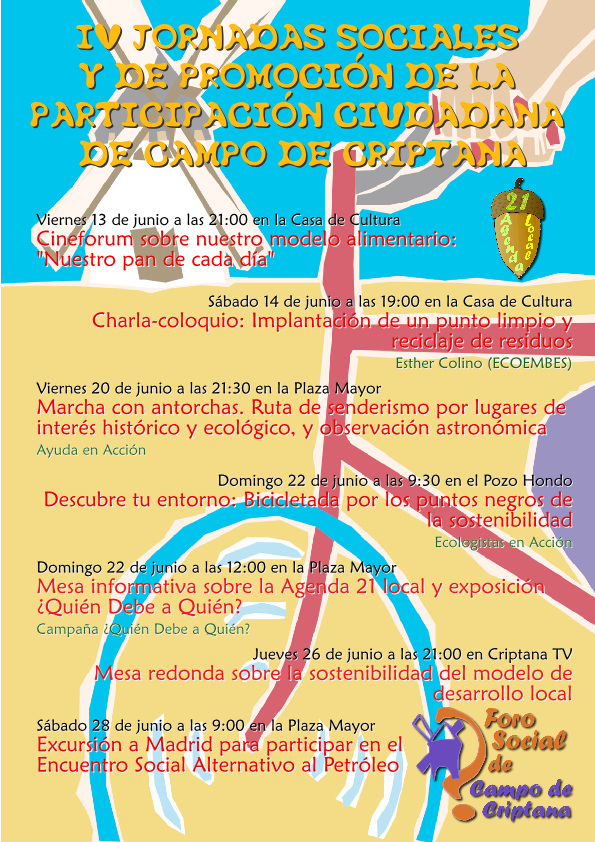 IV JORNADAS SOCIALES
Y DE PROMOCIÓN DE LA
PARTICIPACIÓN CIUDADANA
DE CAMPO DE CRIPTANA
21
Agenda
Local
Viernes 13 de junio a las 21:00 en la Casa de Cultura
Cineforum sobre nuestro modelo alimentario:
"Nuestro pan de cada día"
Sábado 14 de junio a las 19:00 en la Casa de Cultura
Charla-coloquio: Implantación de un punto limpio y
reciclaje de residuos
Esther Colino (ECOEMBES)
Viernes 20 de junio a las 21:30 en la Plaza Mayor
Marcha con antorchas. Ruta de senderismo por lugares de
interés histórico y ecológico, y observación astronómica
Ayuda en Acción
Domingo 22 de junio a las 9:30 en el Pozo Hondo
Descubre tu entorno: Bicicletada por los puntos negros de
la sostenibilidad
Ecologistas en Acción
Domingo 22 de junio a las 12:00 en la Plaza Mayor
Mesa informativa sobre la Agenda 21 local y exposición
¿Quién Debe a Quién?
Campaña ¿Quién Debe a Quién?
Jueves 26 de junio a las 21:00 en Criptana TV
Mesa redonda sobre la sostenibilidad del modelo de
desarrollo local
Sábado 28 de junio a las 9:00 en la Plaza Mayor
Excursión a Madrid para participar en el
Encuentro Social Alternativo al Petróleo
Foro
Social
de
Campo de
Criptana